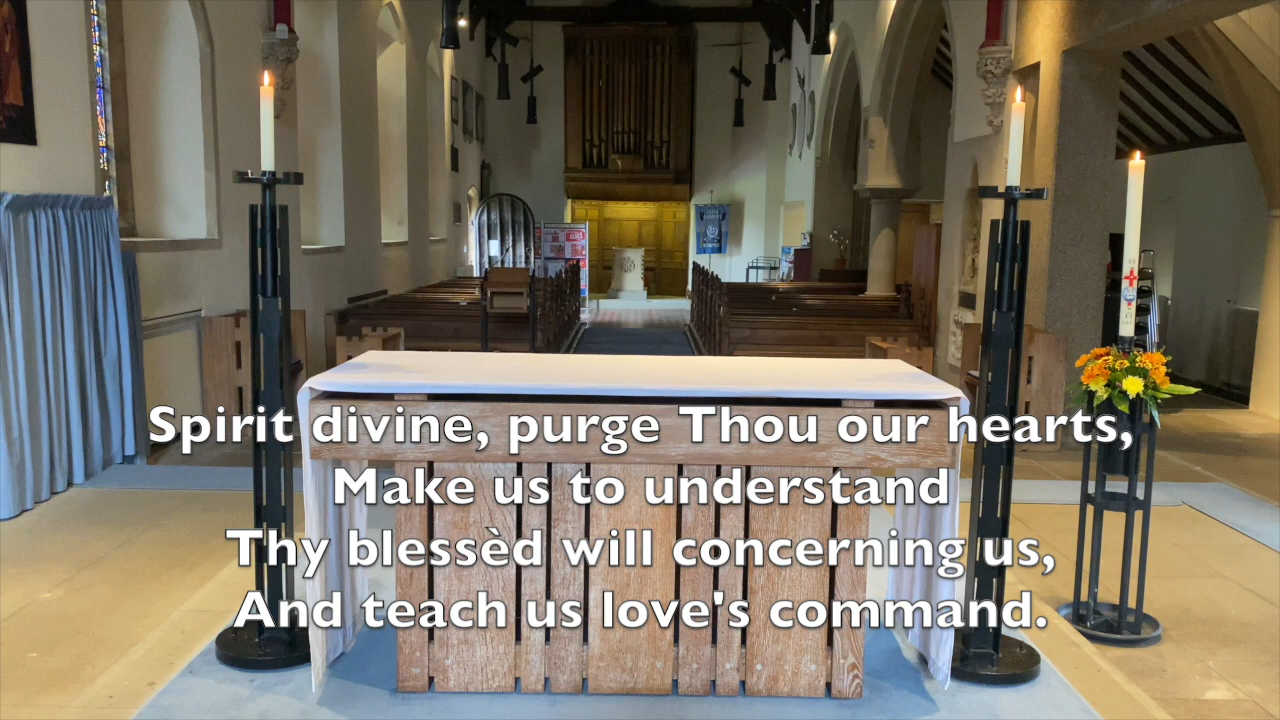 Spirit divine, purge Thou our hearts,
Make us to understand
Thy blessèd will concerning us,
And teach us love's command.